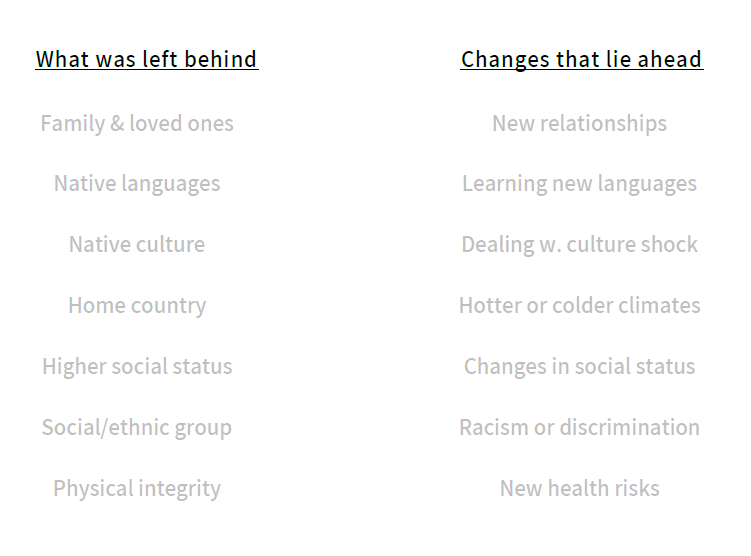 What was left behind
Family & loved ones
Native languages
Native culture
Home country
Higher social status
Social/ethnic group
Physical integrity
Changes that lie ahead
New relationships
Learning new languages
Dealing w. culture shock
Hotter or colder climates
Changes in social status
Racism or discrimination
New health risks